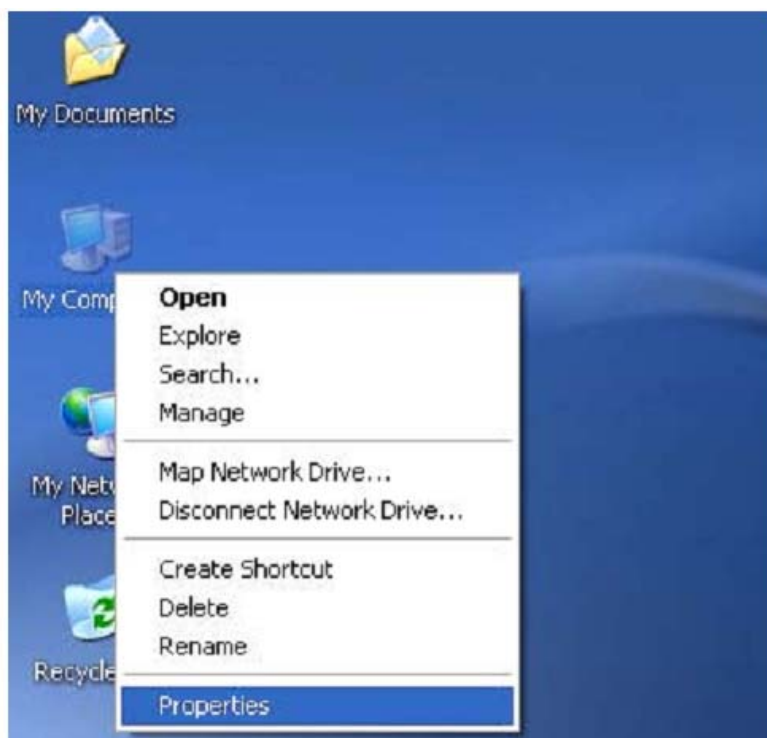 My Documents
My Comp
Open
Explore
Search...
Manage
Map Network Drive...
Disconnect Network Drive...
My Net
Place
Create Shortcut
Delete
Rename
Recycle
Properties